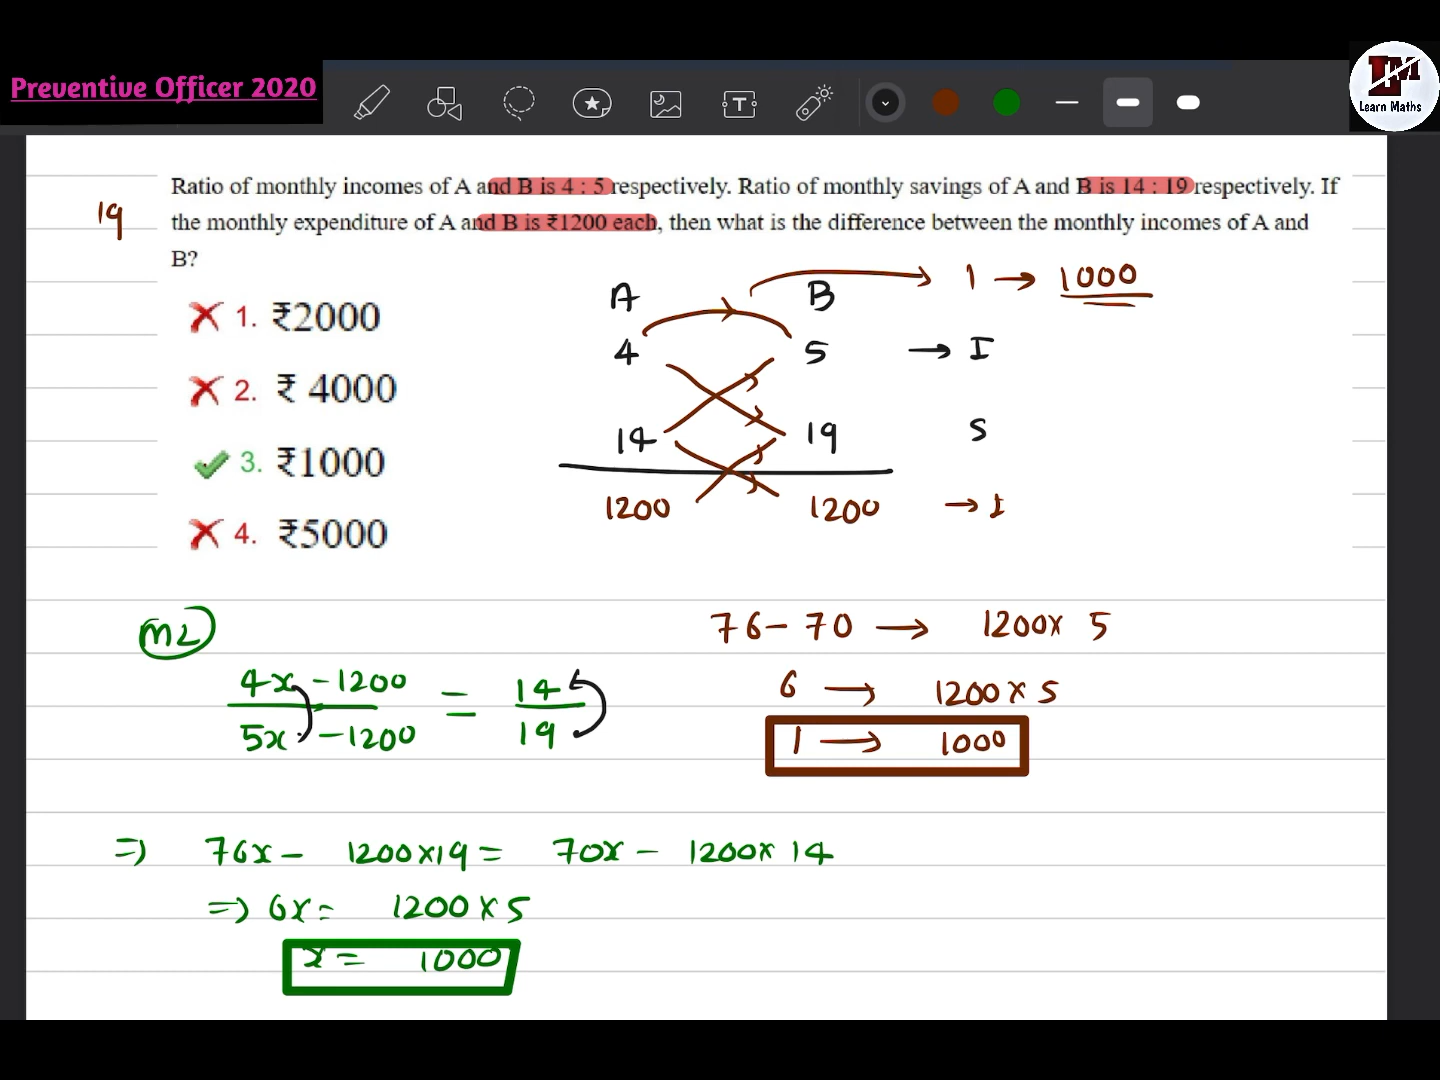 Preventive Officer 2020
Learn Maths
19
Ratio of monthly incomes of A and B is 4 : 5 respectively. Ratio of monthly savings of A and B is 14 : 19 respectively. If
the monthly expenditure of A and B is ₹1200 each, then what is the difference between the monthly incomes of A and
B?
1. ₹2000
2. ₹ 4000
3. ₹1000
4. ₹5000
A B 1 → 1000
4 5 → I
14 19 S
1200 1200 → I
76 - 70 → 1200 × 5
6 → 1200 × 5
1 → 1000
M2
4x - 1200 = 14
5x - 1200 19
⇒ 76x - 1200 × 19 = 70x - 1200 × 14
⇒ 6x = 1200 × 5
x = 1000